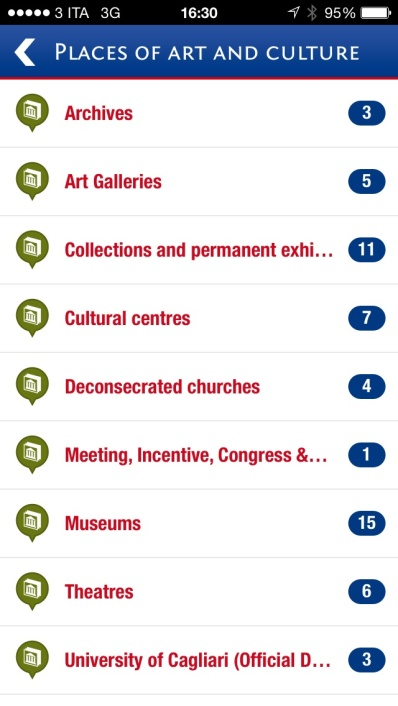 3 ITA 3G 16:30 95%
PLACES OF ART AND CULTURE
Archives 3
Art Galleries 5
Collections and permanent exhi... 11
Cultural centres 7
Deconsecrated churches 4
Meeting, Incentive, Congress &... 1
Museums 15
Theatres 6
University of Cagliari (Official D... 3